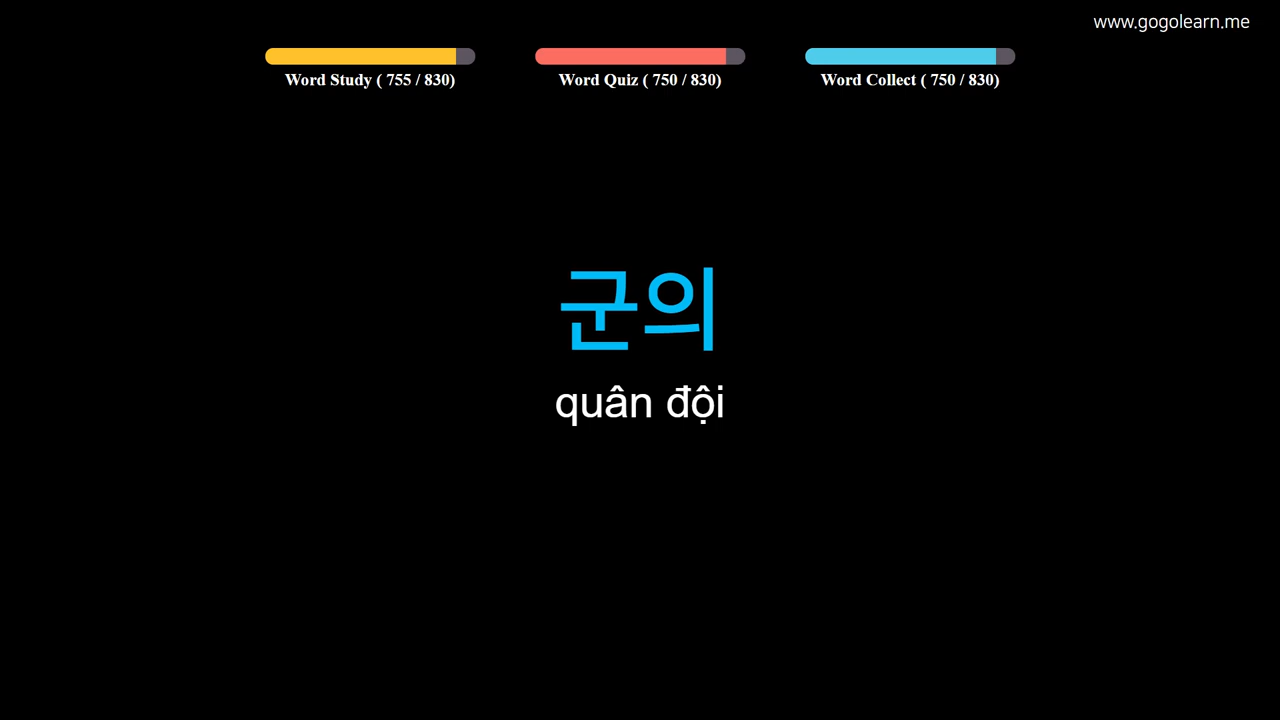 www.gogolearn.me
Word Study ( 755 / 830)
Word Quiz ( 750 / 830)
Word Collect ( 750 / 830)
군의
quân đội